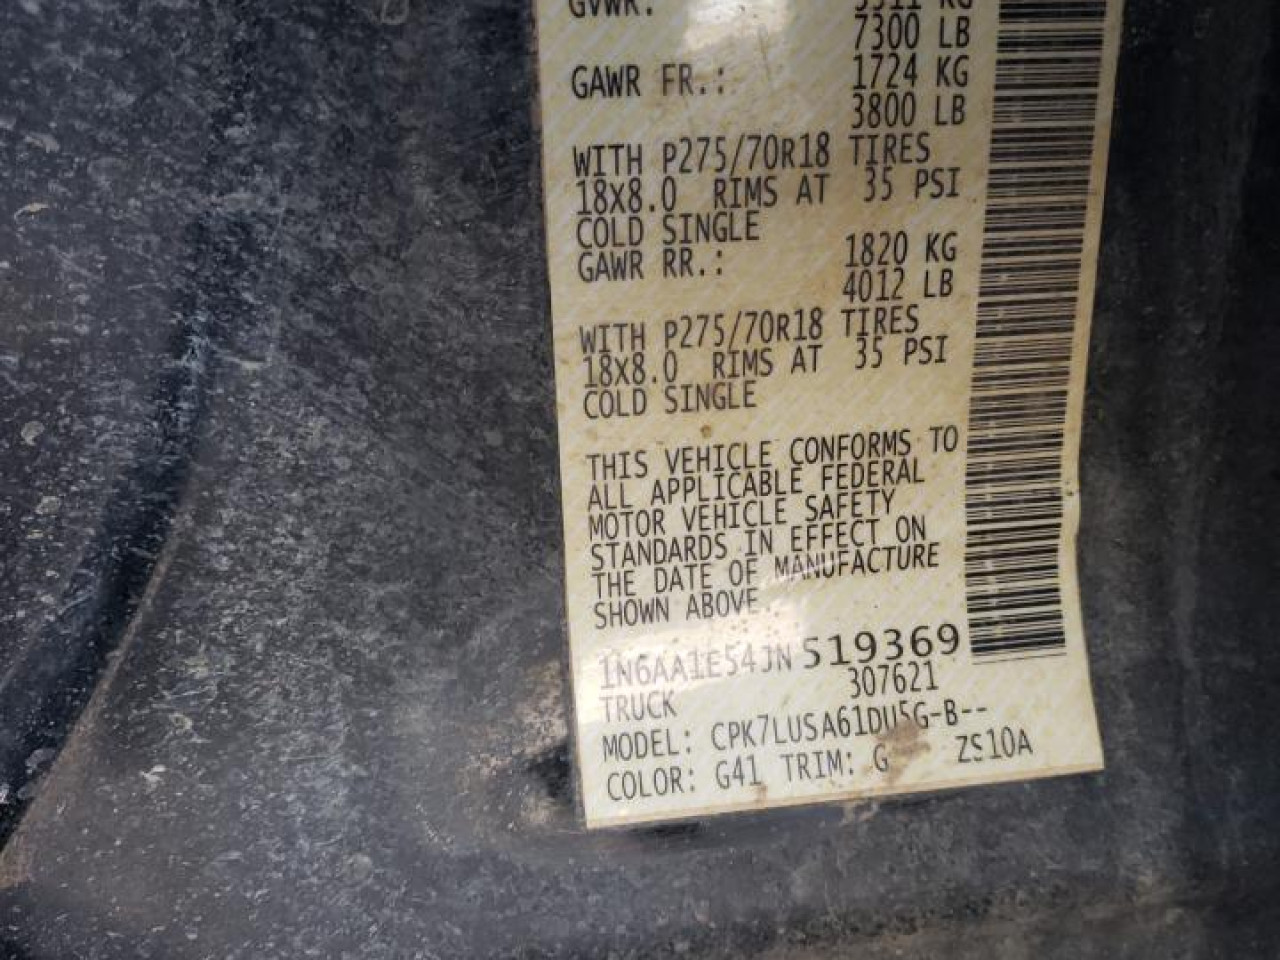 GVWR: 3311 KG
7300 LB
GAWR FR.: 1724 KG
3800 LB
WITH P275/70R18 TIRES
18X8.0 RIMS AT 35 PSI
COLD SINGLE
GAWR RR.: 1820 KG
4012 LB
WITH P275/70R18 TIRES
18X8.0 RIMS AT 35 PSI
COLD SINGLE
THIS VEHICLE CONFORMS TO
ALL APPLICABLE FEDERAL
MOTOR VEHICLE SAFETY
STANDARDS IN EFFECT ON
THE DATE OF MANUFACTURE
SHOWN ABOVE.
1N6AA1E54JN519369
TRUCK 307621
MODEL: CPK7LUSA61DU5G-B--
COLOR: G41 TRIM: G ZS10A